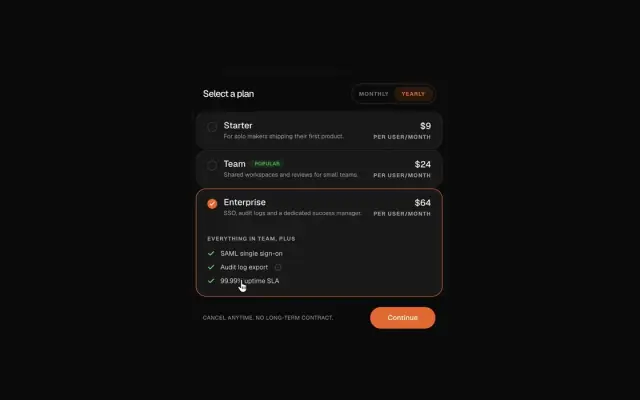 Select a plan
MONTHLY YEARLY
Starter $9
For solo makers shipping their first product. PER USER/MONTH
Team POPULAR $24
Shared workspaces and reviews for small teams. PER USER/MONTH
Enterprise $64
SSO, audit logs and a dedicated success manager. PER USER/MONTH
EVERYTHING IN TEAM, PLUS
SAML single sign-on
Audit log export
99.99% uptime SLA
CANCEL ANYTIME. NO LONG-TERM CONTRACT. Continue